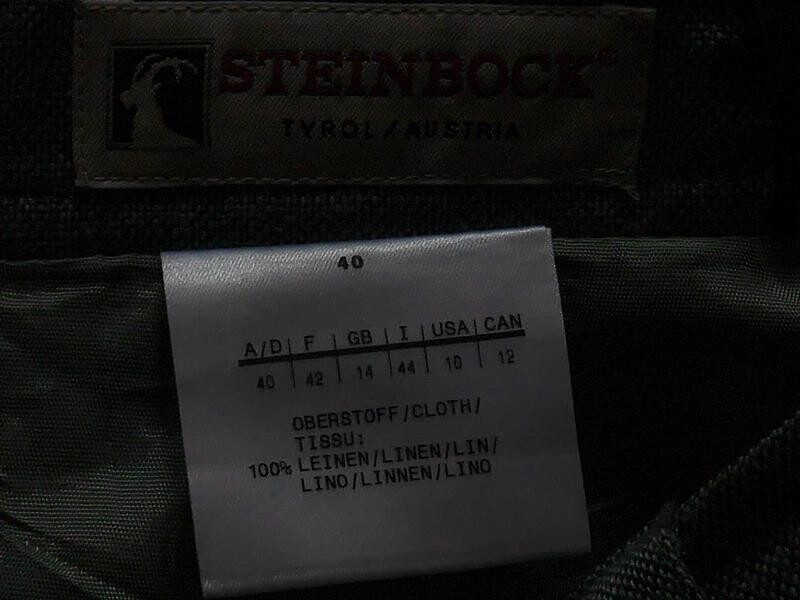 STEINBOCK®
TYROL/AUSTRIA
40
A/D | F | GB | I | USA | CAN
40 | 42 | 14 | 44 | 10 | 12
OBERSTOFF/CLOTH/
TISSU:
100% LEINEN/LINEN/LIN/
LINO/LINNEN/LINO